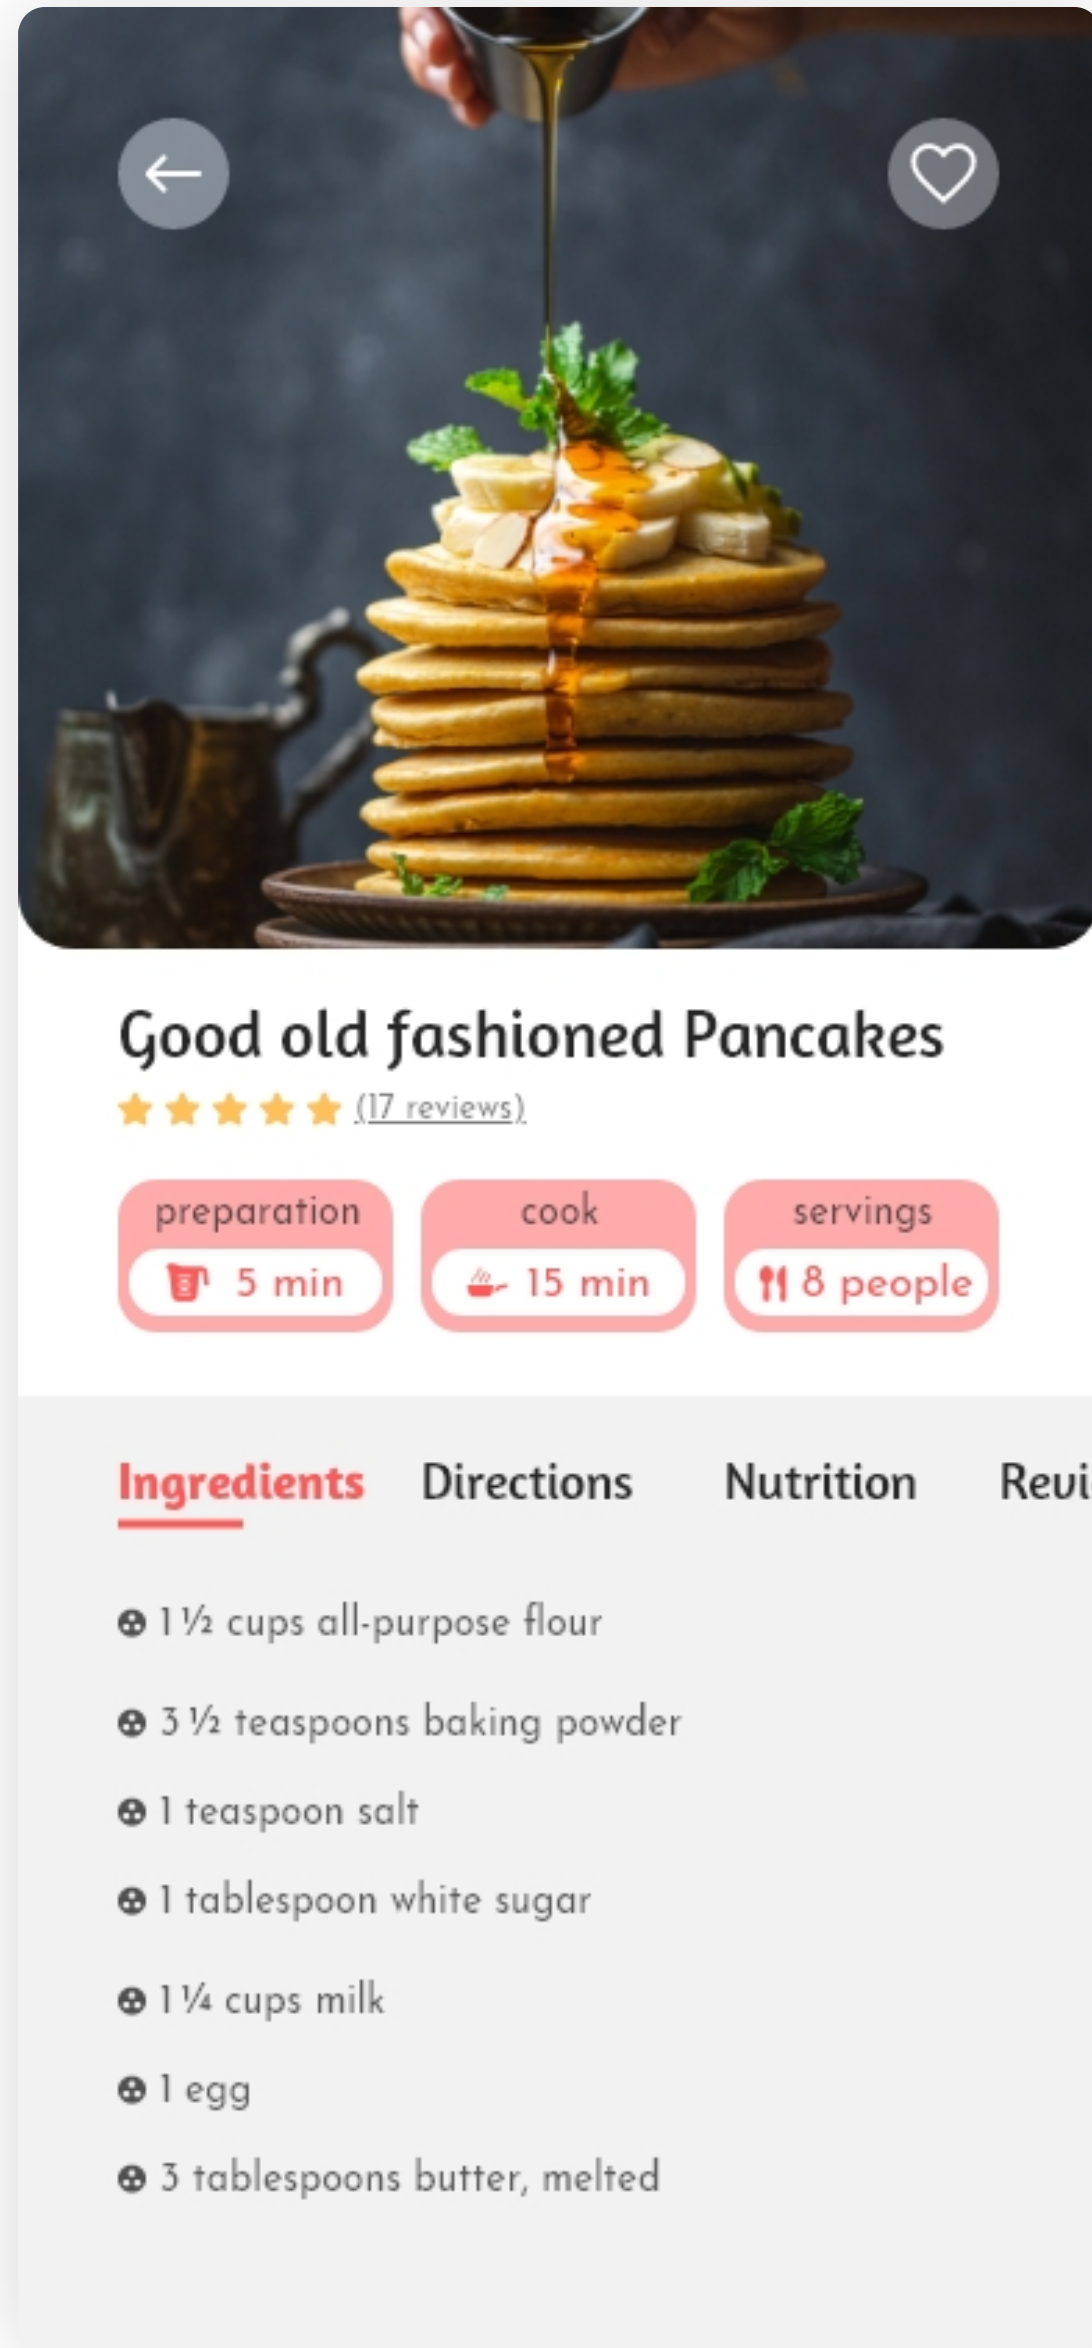 Good old fashioned Pancakes
(17 reviews)
preparation cook servings
5 min 15 min 8 people
Ingredients Directions Nutrition Revi
1 ½ cups all-purpose flour
3 ½ teaspoons baking powder
1 teaspoon salt
1 tablespoon white sugar
1 ¼ cups milk
1 egg
3 tablespoons butter, melted